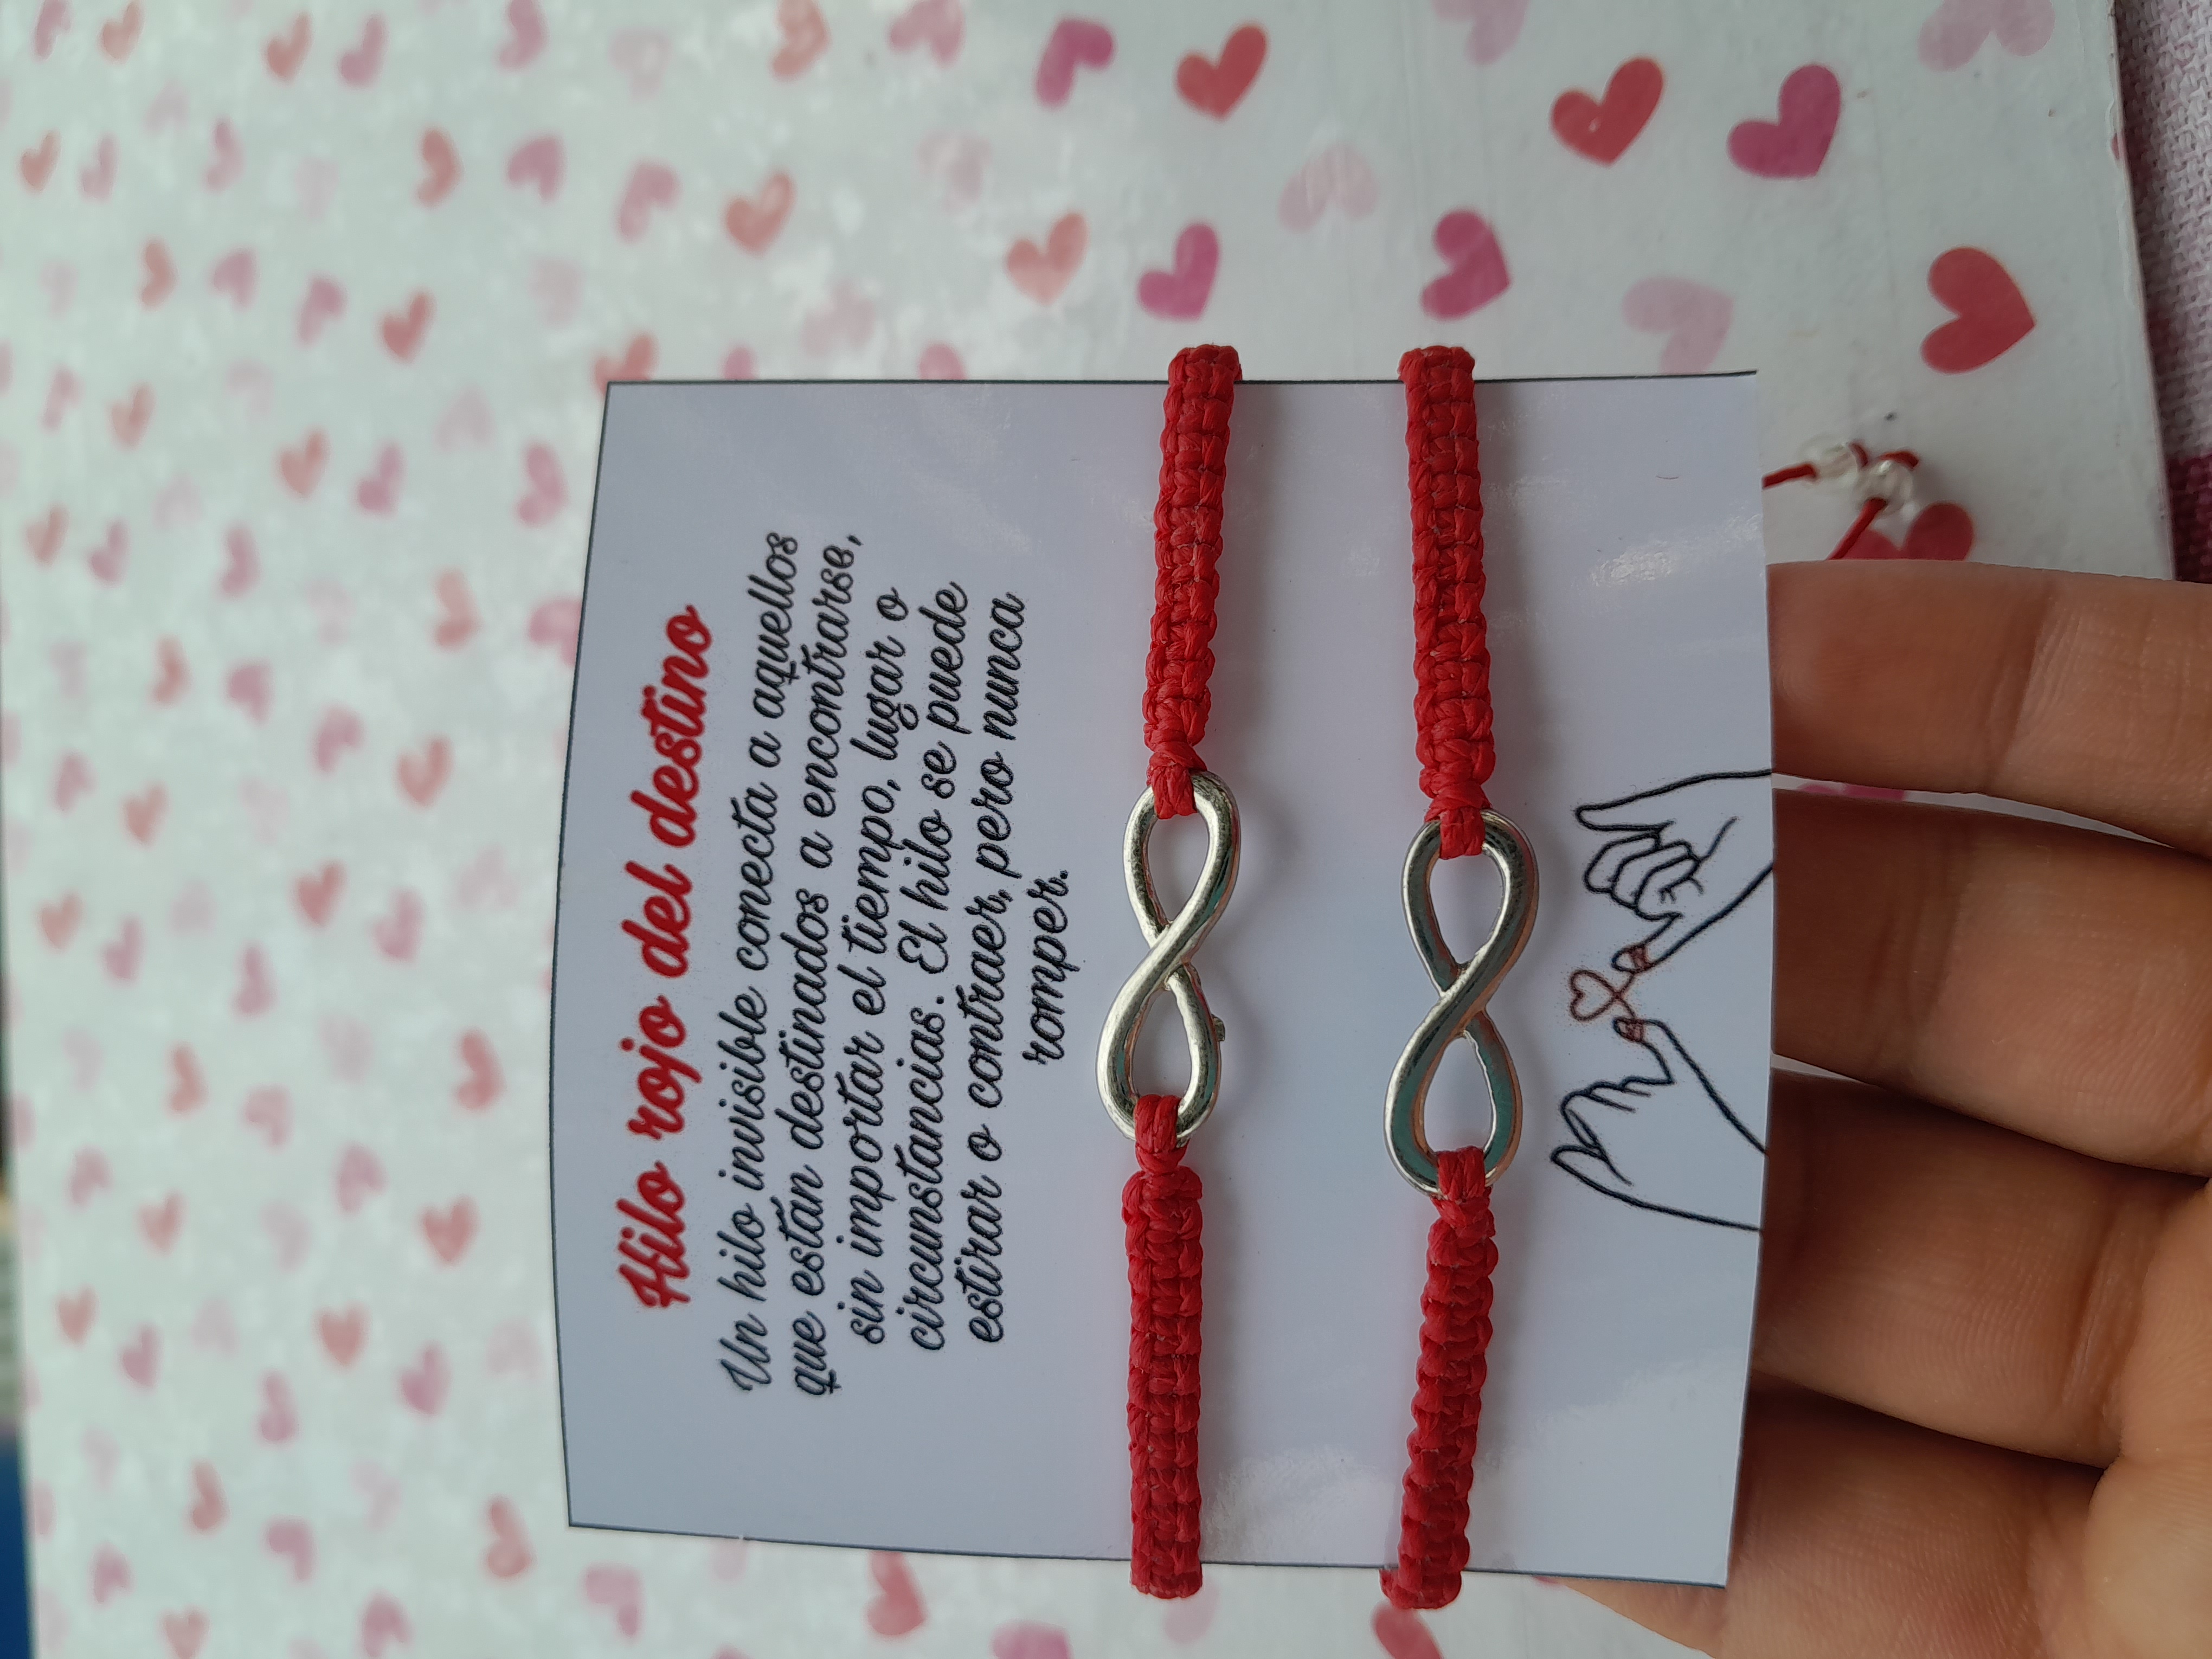 Hilo rojo del destino
Un hilo invisible conecta a aquellos
que están destinados a encontrarse,
sin importar el tiempo, lugar o
circunstancias. El hilo se puede
estirar o contraer, pero nunca
romper.